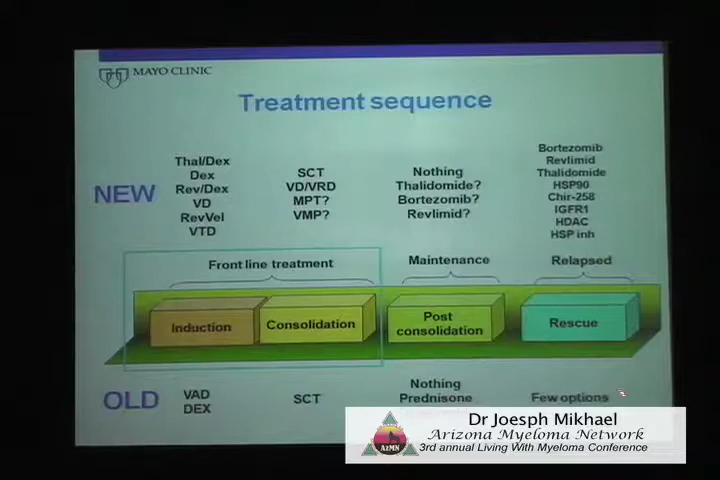 MAYO CLINIC
Treatment sequence
NEW
Thal/Dex
Dex
Rev/Dex
VD
RevVel
VTD
SCT
VD/VRD
MPT?
VMP?
Nothing
Thalidomide?
Bortezomib?
Revlimid?
Bortezomib
Revlimid
Thalidomide
HSP90
Chir-258
IGFR1
HDAC
HSP inh
Front line treatment
Maintenance
Relapsed
Induction
Consolidation
Post
consolidation
Rescue
OLD
VAD
DEX
SCT
Nothing
Prednisone
Few options
AzMN
Dr Joesph Mikhael
Arizona Myeloma Network
3rd annual Living With Myeloma Conference